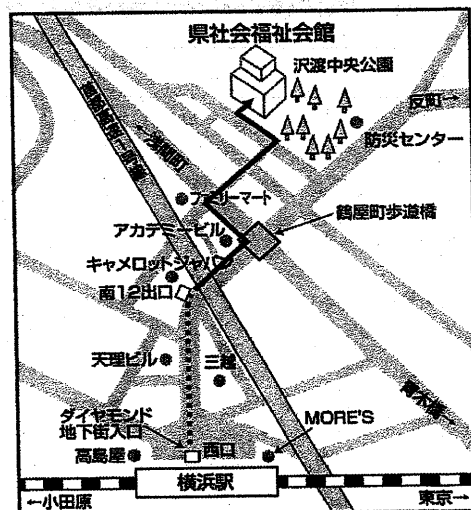 県社会福祉会館
沢渡中央公園
反町→
防災センター
←浅間町
ファミリーマート
鶴屋町歩道橋
アカデミービル
キャメロットジャパン
南12出口
天理ビル
三越
青木橋→
ダイヤモンド
地下街入口
MORE'S
高島屋
西口
横浜駅
←小田原
東京→